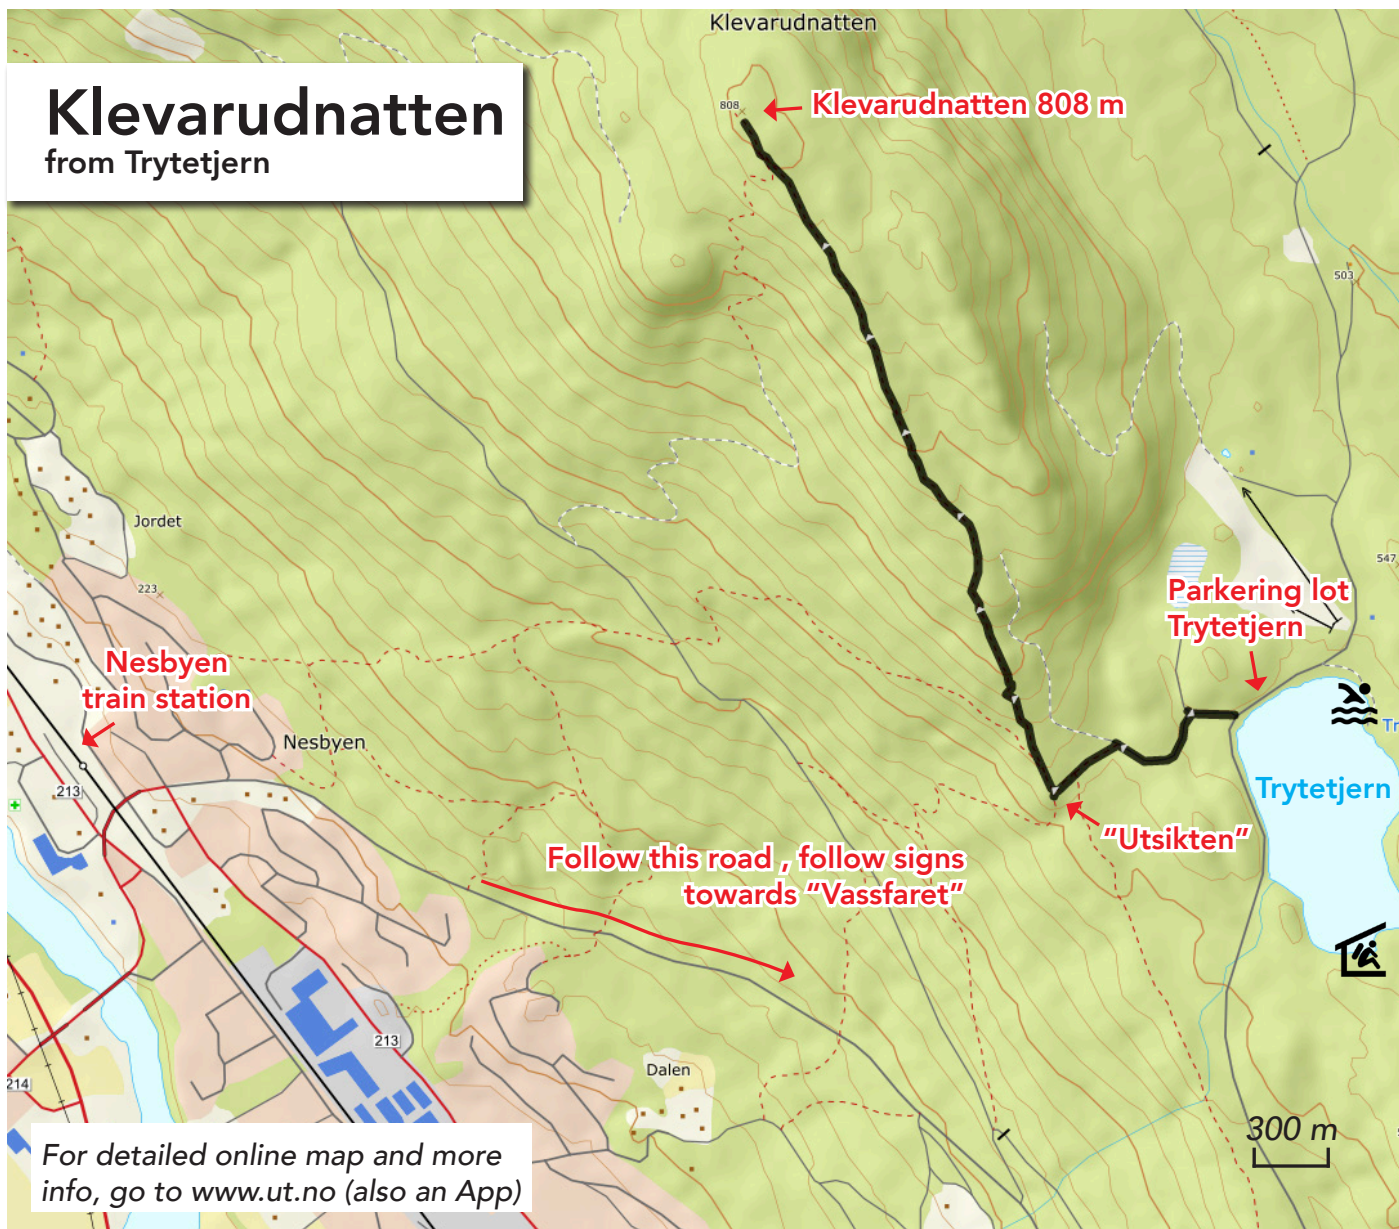 Klevarudnatten
Klevarudnatten
from Trytetjern
808
Klevarudnatten 808 m
503
Jordet
223
547
Parkering lot
Trytetjern
Nesbyen
train station
Nesbyen
213
Tr
Trytetjern
"Utsikten"
Follow this road , follow signs
towards "Vassfaret"
213
Dalen
214
300 m
For detailed online map and more
info, go to www.ut.no (also an App)